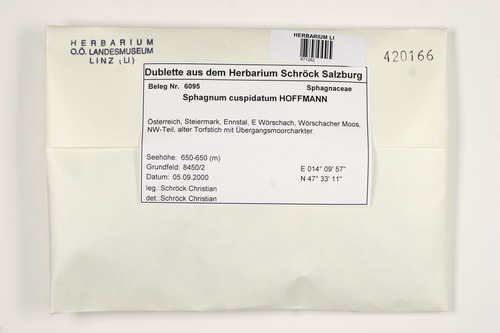 HERBARIUM
O.Ö. LANDESMUSEUM
LINZ (LI)
HERBARIUM LI
420166
Dublette aus dem Herbarium Schröck Salzburg
Beleg Nr. 6095 Sphagnaceae
Sphagnum cuspidatum HOFFMANN
Österreich, Steiermark, Ennstal, E Wörschach, Wörschacher Moos,
NW-Teil, alter Torfstich mit Übergangsmoorcharkter.
Seehöhe: 650-650 (m)
Grundfeld: 8450/2 E 014° 09' 57"
Datum: 05.09.2000 N 47° 33' 11"
leg. Schröck Christian
det. Schröck Christian